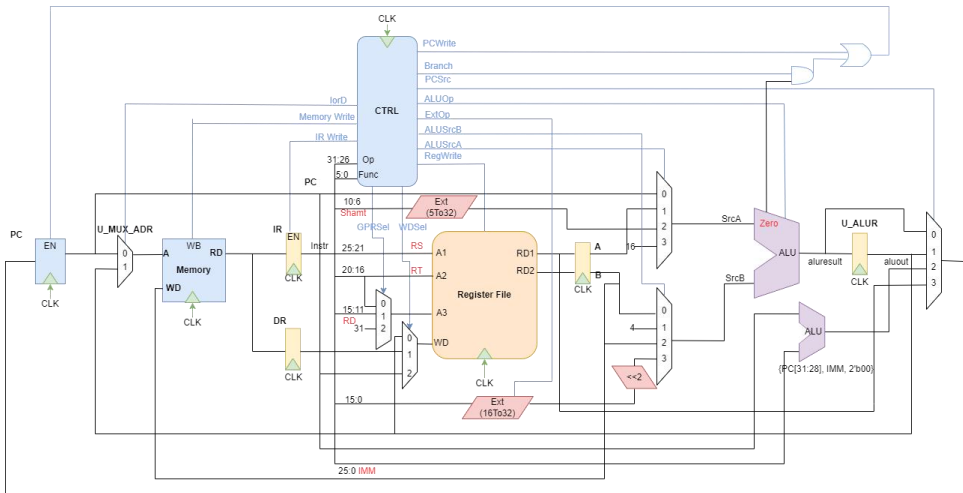 CLK
PCWrite
Branch
PCSrc
IorD
ALUOp
CTRL
Memory Write
ExtOp
ALUSrcB
IR Write
ALUSrcA
31:26
Op
RegWrite
5:0
Func
PC
10:6
Ext
(5To32)
0
1
2
3
Shamt
SrcA
Zero
U_ALUR
PC
U_MUX_ADR
IR
GPRSel
WDSel
EN
WB
EN
Instr
25:21
RS
A1
RD1
A
16
0
1
2
3
0
1
A
RD
Memory
20:16
RT
A2
RD2
B
ALU
aluresult
aluout
WD
Register File
SrcB
CLK
CLK
CLK
CLK
DR
15:11
RD
31
0
1
2
A3
0
1
2
WD
4
0
1
2
3
ALU
CLK
CLK
<<2
{PC[31:28], IMM, 2'b00}
15:0
Ext
(16To32)
25:0 IMM